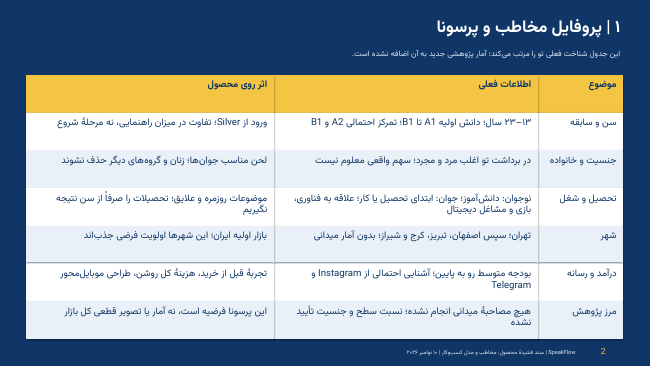 ۱ | پروفایل مخاطب و پرسونا
این جدول شناخت فعلی تو را مرتب می‌کند؛ آمار پژوهشی جدید به آن اضافه نشده است.
موضوع	اطلاعات فعلی	اثر روی محصول
سن و سابقه	۱۳–۲۳ سال؛ دانش اولیه A1 تا B1؛ تمرکز احتمالی A2 و B1	ورود از Silver؛ تفاوت در میزان راهنمایی، نه مرحلهٔ شروع
جنسیت و خانواده	در برداشت تو اغلب مرد و مجرد؛ سهم واقعی معلوم نیست	لحن مناسب جوان‌ها؛ زنان و گروه‌های دیگر حذف نشوند
تحصیل و شغل	نوجوان: دانش‌آموز؛ جوان: ابتدای تحصیل یا کار؛ علاقه به فناوری،	موضوعات روزمره و علایق؛ تحصیلات را صرفاً از سن نتیجه
بازی و مشاغل دیجیتال	نگیریم
شهر	تهران؛ سپس اصفهان، تبریز، کرج و شیراز؛ بدون آمار میدانی	بازار اولیه ایران؛ این شهرها اولویت فرضی جذب‌اند
درآمد و رسانه	بودجه متوسط رو به پایین؛ آشنایی احتمالی از Instagram و	تجربهٔ قبل از خرید، هزینهٔ کل روشن، طراحی موبایل‌محور
Telegram
مرز پژوهش	هیچ مصاحبهٔ میدانی انجام نشده؛ نسبت سطح و جنسیت تأیید	این پرسونا فرضیه است، نه آمار یا تصویر قطعی کل بازار
نشده
SpeakFlow | سند فشردهٔ محصول، مخاطب و مدل کسب‌وکار | ۱۰ نوامبر ۲۰۲۶
2